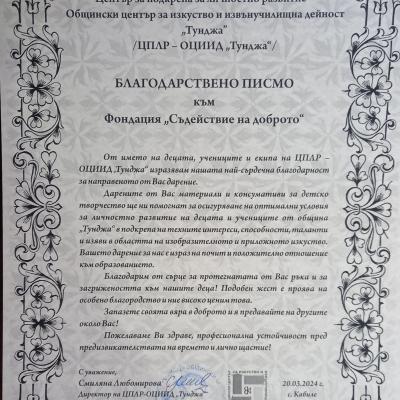 Център за подкрепа за личностно развитие
Общински център за изкуство и извънучилищна дейност
„Тунджа“
/ЦПЛР – ОЦИИД „Тунджа“/
БЛАГОДАРСТВЕНО ПИСМО
към
Фондация „Съдействие на доброто“
От името на децата, учениците и екипа на ЦПЛР –
ОЦИИД „Тунджа“ изразявам нашата най-сърдечна благодарност
за направеното от Вас дарение.
Дарените от Вас материали и консумативи за детско
творчество ще ни помогнат за осигуряване на оптимални условия
за личностно развитие на децата и учениците от община
„Тунджа“ в подкрепа на техните интереси, способности, таланти
и изяви в областта на изобразителното и приложното изкуство.
Вашето дарение за нас е израз на почит и положително отношение
към образованието.
Благодарим от сърце за протегнатата от Вас ръка и за
загрижеността към нашите деца! Подобен жест е проява на
особено благородство и ние високо ценим това.
Запазете своята вяра в доброто и я предавайте на другите
около Вас!
Пожелаваме Ви здраве, професионална устойчивост пред
предизвикателствата на времето и лично щастие!
С уважение,
Смиляна Любомирова
Директор на ЦПЛР-ОЦИИД „Тунджа“
20.03.2024 г.
с. Кабиле